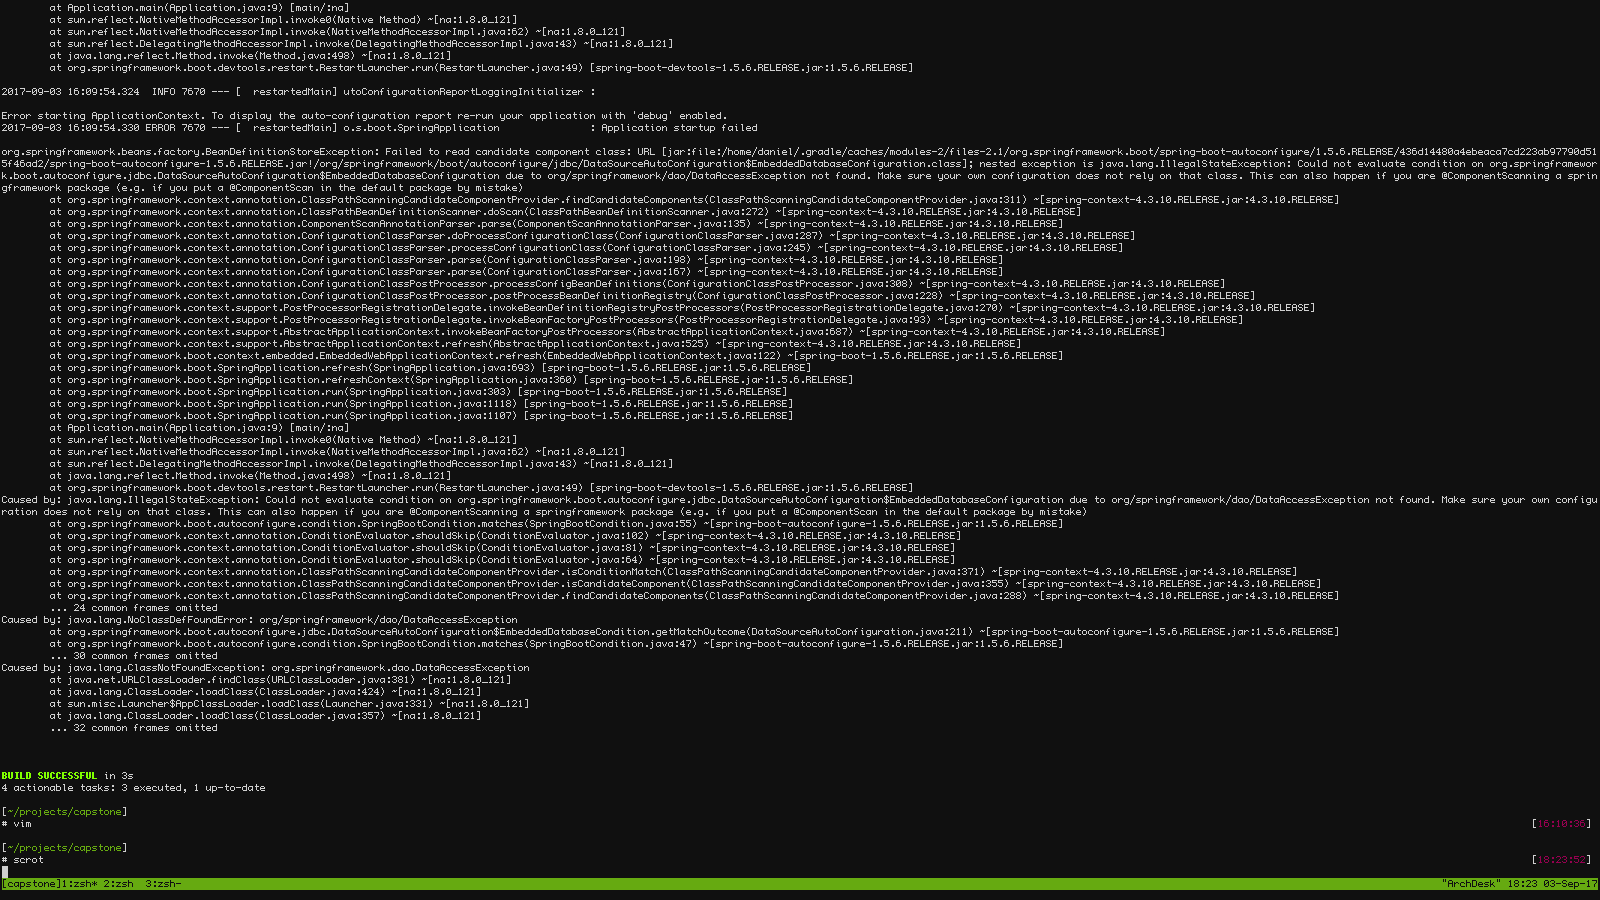 at Application.main(Application.java:9) [main/:na]
at sun.reflect.NativeMethodAccessorImpl.invoke0(Native Method) ~[na:1.8.0_121]
at sun.reflect.NativeMethodAccessorImpl.invoke(NativeMethodAccessorImpl.java:62) ~[na:1.8.0_121]
at sun.reflect.DelegatingMethodAccessorImpl.invoke(DelegatingMethodAccessorImpl.java:43) ~[na:1.8.0_121]
at java.lang.reflect.Method.invoke(Method.java:498) ~[na:1.8.0_121]
at org.springframework.boot.devtools.restart.RestartLauncher.run(RestartLauncher.java:49) [spring-boot-devtools-1.5.6.RELEASE.jar:1.5.6.RELEASE]
2017-09-03 16:09:54.324  INFO 7670 --- [  restartedMain] utoConfigurationReportLoggingInitializer :
Error starting ApplicationContext. To display the auto-configuration report re-run your application with 'debug' enabled.
2017-09-03 16:09:54.330 ERROR 7670 --- [  restartedMain] o.s.boot.SpringApplication               : Application startup failed
org.springframework.beans.factory.BeanDefinitionStoreException: Failed to read candidate component class: URL [jar:file:/home/daniel/.gradle/caches/modules-2/files-2.1/org.springframework.boot/spring-boot-autoconfigure/1.5.6.RELEASE/436d14480a4ebeaca7cd223ab97790d51
5f46ad2/spring-boot-autoconfigure-1.5.6.RELEASE.jar!/org/springframework/boot/autoconfigure/jdbc/DataSourceAutoConfiguration$EmbeddedDatabaseConfiguration.class]; nested exception is java.lang.IllegalStateException: Could not evaluate condition on org.springframewor
k.boot.autoconfigure.jdbc.DataSourceAutoConfiguration$EmbeddedDatabaseConfiguration due to org/springframework/dao/DataAccessException not found. Make sure your own configuration does not rely on that class. This can also happen if you are @ComponentScanning a sprin
gframework package (e.g. if you put a @ComponentScan in the default package by mistake)
at org.springframework.context.annotation.ClassPathScanningCandidateComponentProvider.findCandidateComponents(ClassPathScanningCandidateComponentProvider.java:311) ~[spring-context-4.3.10.RELEASE.jar:4.3.10.RELEASE]
at org.springframework.context.annotation.ClassPathBeanDefinitionScanner.doScan(ClassPathBeanDefinitionScanner.java:272) ~[spring-context-4.3.10.RELEASE.jar:4.3.10.RELEASE]
at org.springframework.context.annotation.ComponentScanAnnotationParser.parse(ComponentScanAnnotationParser.java:135) ~[spring-context-4.3.10.RELEASE.jar:4.3.10.RELEASE]
at org.springframework.context.annotation.ConfigurationClassParser.doProcessConfigurationClass(ConfigurationClassParser.java:287) ~[spring-context-4.3.10.RELEASE.jar:4.3.10.RELEASE]
at org.springframework.context.annotation.ConfigurationClassParser.processConfigurationClass(ConfigurationClassParser.java:245) ~[spring-context-4.3.10.RELEASE.jar:4.3.10.RELEASE]
at org.springframework.context.annotation.ConfigurationClassParser.parse(ConfigurationClassParser.java:198) ~[spring-context-4.3.10.RELEASE.jar:4.3.10.RELEASE]
at org.springframework.context.annotation.ConfigurationClassParser.parse(ConfigurationClassParser.java:167) ~[spring-context-4.3.10.RELEASE.jar:4.3.10.RELEASE]
at org.springframework.context.annotation.ConfigurationClassPostProcessor.processConfigBeanDefinitions(ConfigurationClassPostProcessor.java:308) ~[spring-context-4.3.10.RELEASE.jar:4.3.10.RELEASE]
at org.springframework.context.annotation.ConfigurationClassPostProcessor.postProcessBeanDefinitionRegistry(ConfigurationClassPostProcessor.java:228) ~[spring-context-4.3.10.RELEASE.jar:4.3.10.RELEASE]
at org.springframework.context.support.PostProcessorRegistrationDelegate.invokeBeanDefinitionRegistryPostProcessors(PostProcessorRegistrationDelegate.java:270) ~[spring-context-4.3.10.RELEASE.jar:4.3.10.RELEASE]
at org.springframework.context.support.PostProcessorRegistrationDelegate.invokeBeanFactoryPostProcessors(PostProcessorRegistrationDelegate.java:93) ~[spring-context-4.3.10.RELEASE.jar:4.3.10.RELEASE]
at org.springframework.context.support.AbstractApplicationContext.invokeBeanFactoryPostProcessors(AbstractApplicationContext.java:687) ~[spring-context-4.3.10.RELEASE.jar:4.3.10.RELEASE]
at org.springframework.context.support.AbstractApplicationContext.refresh(AbstractApplicationContext.java:525) ~[spring-context-4.3.10.RELEASE.jar:4.3.10.RELEASE]
at org.springframework.boot.context.embedded.EmbeddedWebApplicationContext.refresh(EmbeddedWebApplicationContext.java:122) ~[spring-boot-1.5.6.RELEASE.jar:1.5.6.RELEASE]
at org.springframework.boot.SpringApplication.refresh(SpringApplication.java:693) [spring-boot-1.5.6.RELEASE.jar:1.5.6.RELEASE]
at org.springframework.boot.SpringApplication.refreshContext(SpringApplication.java:360) [spring-boot-1.5.6.RELEASE.jar:1.5.6.RELEASE]
at org.springframework.boot.SpringApplication.run(SpringApplication.java:303) [spring-boot-1.5.6.RELEASE.jar:1.5.6.RELEASE]
at org.springframework.boot.SpringApplication.run(SpringApplication.java:1118) [spring-boot-1.5.6.RELEASE.jar:1.5.6.RELEASE]
at org.springframework.boot.SpringApplication.run(SpringApplication.java:1107) [spring-boot-1.5.6.RELEASE.jar:1.5.6.RELEASE]
at Application.main(Application.java:9) [main/:na]
at sun.reflect.NativeMethodAccessorImpl.invoke0(Native Method) ~[na:1.8.0_121]
at sun.reflect.NativeMethodAccessorImpl.invoke(NativeMethodAccessorImpl.java:62) ~[na:1.8.0_121]
at sun.reflect.DelegatingMethodAccessorImpl.invoke(DelegatingMethodAccessorImpl.java:43) ~[na:1.8.0_121]
at java.lang.reflect.Method.invoke(Method.java:498) ~[na:1.8.0_121]
at org.springframework.boot.devtools.restart.RestartLauncher.run(RestartLauncher.java:49) [spring-boot-devtools-1.5.6.RELEASE.jar:1.5.6.RELEASE]
Caused by: java.lang.IllegalStateException: Could not evaluate condition on org.springframework.boot.autoconfigure.jdbc.DataSourceAutoConfiguration$EmbeddedDatabaseConfiguration due to org/springframework/dao/DataAccessException not found. Make sure your own configu
ration does not rely on that class. This can also happen if you are @ComponentScanning a springframework package (e.g. if you put a @ComponentScan in the default package by mistake)
at org.springframework.boot.autoconfigure.condition.SpringBootCondition.matches(SpringBootCondition.java:55) ~[spring-boot-autoconfigure-1.5.6.RELEASE.jar:1.5.6.RELEASE]
at org.springframework.context.annotation.ConditionEvaluator.shouldSkip(ConditionEvaluator.java:102) ~[spring-context-4.3.10.RELEASE.jar:4.3.10.RELEASE]
at org.springframework.context.annotation.ConditionEvaluator.shouldSkip(ConditionEvaluator.java:81) ~[spring-context-4.3.10.RELEASE.jar:4.3.10.RELEASE]
at org.springframework.context.annotation.ConditionEvaluator.shouldSkip(ConditionEvaluator.java:64) ~[spring-context-4.3.10.RELEASE.jar:4.3.10.RELEASE]
at org.springframework.context.annotation.ClassPathScanningCandidateComponentProvider.isConditionMatch(ClassPathScanningCandidateComponentProvider.java:371) ~[spring-context-4.3.10.RELEASE.jar:4.3.10.RELEASE]
at org.springframework.context.annotation.ClassPathScanningCandidateComponentProvider.isCandidateComponent(ClassPathScanningCandidateComponentProvider.java:355) ~[spring-context-4.3.10.RELEASE.jar:4.3.10.RELEASE]
at org.springframework.context.annotation.ClassPathScanningCandidateComponentProvider.findCandidateComponents(ClassPathScanningCandidateComponentProvider.java:288) ~[spring-context-4.3.10.RELEASE.jar:4.3.10.RELEASE]
... 24 common frames omitted
Caused by: java.lang.NoClassDefFoundError: org/springframework/dao/DataAccessException
at org.springframework.boot.autoconfigure.jdbc.DataSourceAutoConfiguration$EmbeddedDatabaseCondition.getMatchOutcome(DataSourceAutoConfiguration.java:211) ~[spring-boot-autoconfigure-1.5.6.RELEASE.jar:1.5.6.RELEASE]
at org.springframework.boot.autoconfigure.condition.SpringBootCondition.matches(SpringBootCondition.java:47) ~[spring-boot-autoconfigure-1.5.6.RELEASE.jar:1.5.6.RELEASE]
... 30 common frames omitted
Caused by: java.lang.ClassNotFoundException: org.springframework.dao.DataAccessException
at java.net.URLClassLoader.findClass(URLClassLoader.java:381) ~[na:1.8.0_121]
at java.lang.ClassLoader.loadClass(ClassLoader.java:424) ~[na:1.8.0_121]
at sun.misc.Launcher$AppClassLoader.loadClass(Launcher.java:331) ~[na:1.8.0_121]
at java.lang.ClassLoader.loadClass(ClassLoader.java:357) ~[na:1.8.0_121]
... 32 common frames omitted
BUILD SUCCESSFUL in 3s
4 actionable tasks: 3 executed, 1 up-to-date
[~/projects/capstone]
# vim [16:10:36]
[~/projects/capstone]
# scrot [18:23:52]
[capstone]1:zsh* 2:zsh  3:zsh- "ArchDesk" 18:23 03-Sep-17